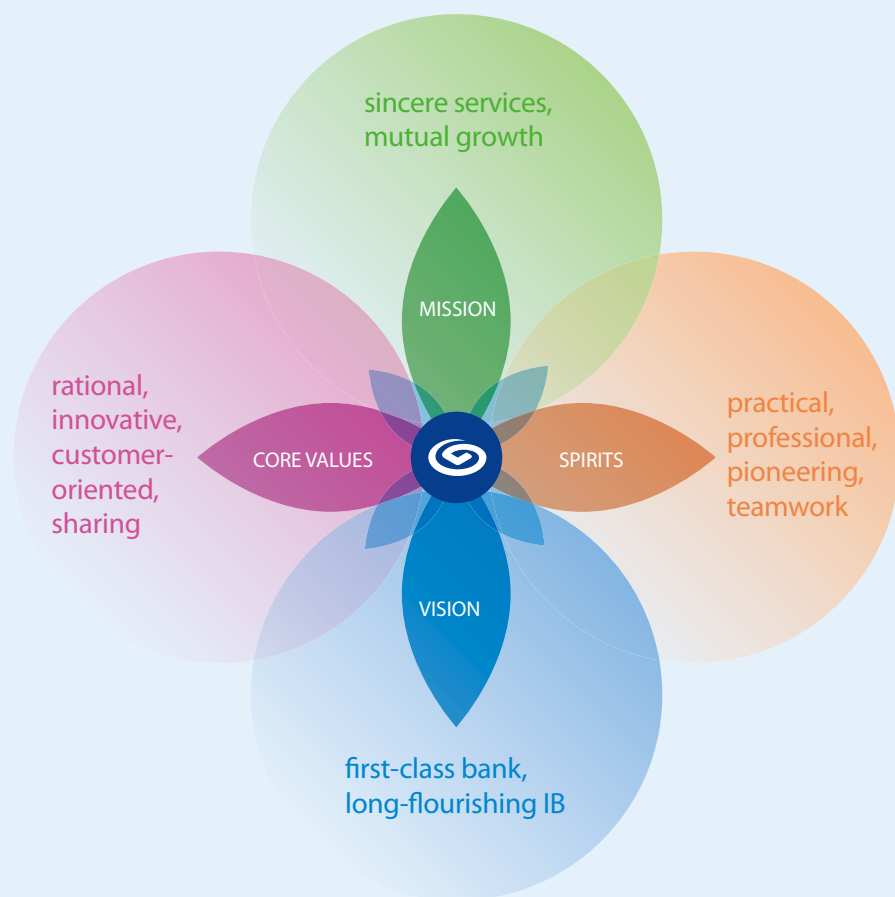 sincere services,
mutual growth
MISSION
rational,
innovative,
customer-
oriented,
sharing
CORE VALUES
SPIRITS
practical,
professional,
pioneering,
teamwork
VISION
first-class bank,
long-flourishing IB